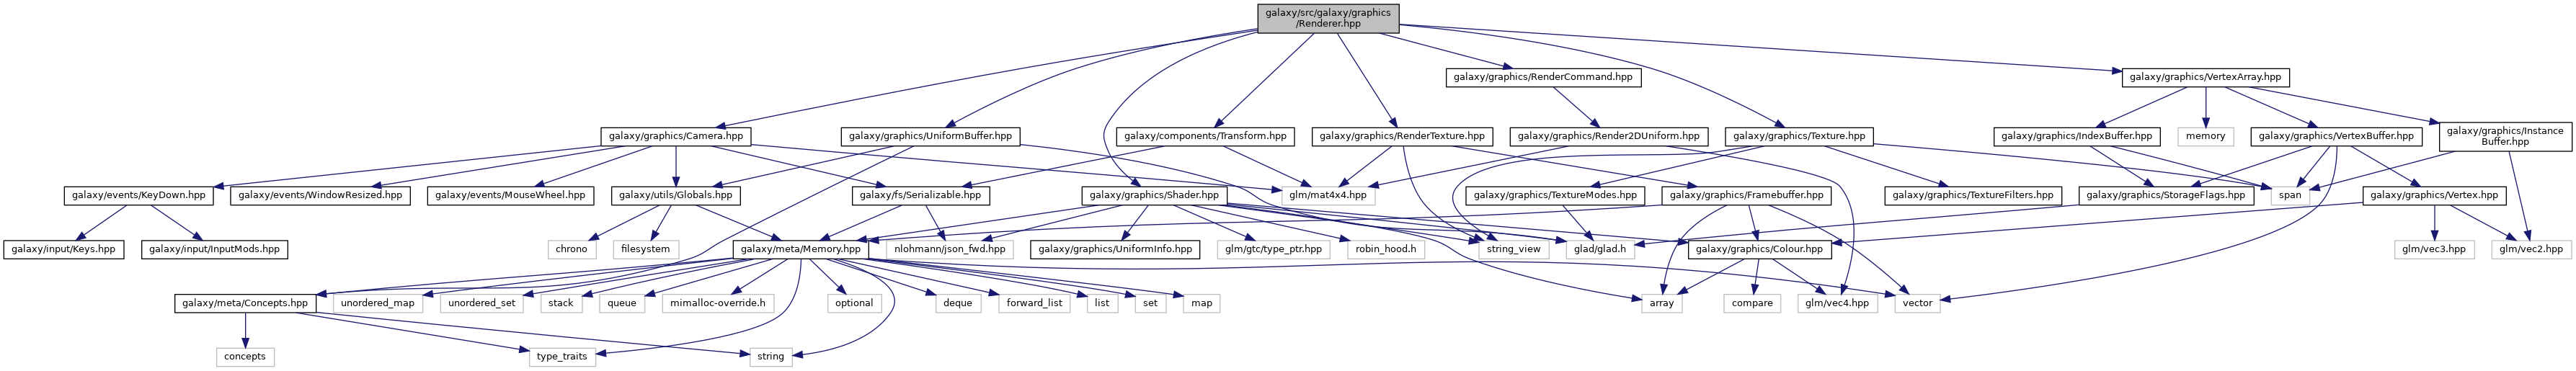 galaxy/src/galaxy/graphics
/Renderer.hpp
galaxy/graphics/RenderCommand.hpp
galaxy/graphics/VertexArray.hpp
galaxy/graphics/Camera.hpp
galaxy/graphics/UniformBuffer.hpp
galaxy/components/Transform.hpp
galaxy/graphics/RenderTexture.hpp
galaxy/graphics/Render2DUniform.hpp
galaxy/graphics/Texture.hpp
galaxy/graphics/IndexBuffer.hpp
memory
galaxy/graphics/VertexBuffer.hpp
galaxy/graphics/Instance
Buffer.hpp
galaxy/events/KeyDown.hpp
galaxy/events/WindowResized.hpp
galaxy/events/MouseWheel.hpp
galaxy/utils/Globals.hpp
galaxy/fs/Serializable.hpp
galaxy/graphics/Shader.hpp
glm/mat4x4.hpp
galaxy/graphics/TextureModes.hpp
galaxy/graphics/Framebuffer.hpp
galaxy/graphics/TextureFilters.hpp
galaxy/graphics/StorageFlags.hpp
span
galaxy/graphics/Vertex.hpp
galaxy/input/Keys.hpp
galaxy/input/InputMods.hpp
chrono
filesystem
galaxy/meta/Memory.hpp
nlohmann/json_fwd.hpp
galaxy/graphics/UniformInfo.hpp
glm/gtc/type_ptr.hpp
robin_hood.h
string_view
glad/glad.h
galaxy/graphics/Colour.hpp
glm/vec3.hpp
glm/vec2.hpp
galaxy/meta/Concepts.hpp
unordered_map
unordered_set
stack
queue
mimalloc-override.h
optional
deque
forward_list
list
set
map
array
compare
glm/vec4.hpp
vector
concepts
type_traits
string